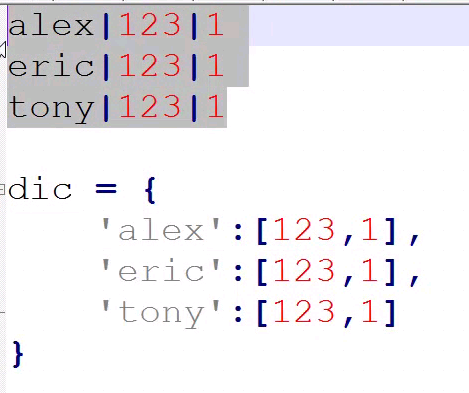 alex|123|1
eric|123|1
tony|123|1
dic = {
'alex':[123,1],
'eric':[123,1],
'tony':[123,1]
}